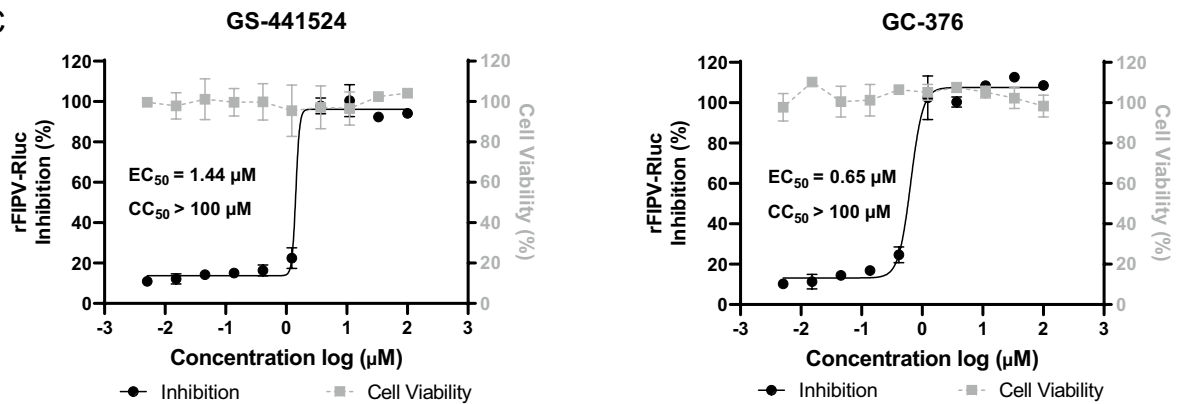 C
GS-441524
120
100
80
60
40
20
0
rFIPV-Rluc
Inhibition (%)
120
100
80
60
40
20
0
Cell Viability (%)
EC50 = 1.44 µM
CC50 > 100 µM
-3 -2 -1 0 1 2 3
Concentration log (µM)
Inhibition Cell Viability
GC-376
120
100
80
60
40
20
0
rFIPV-Rluc
Inhibition (%)
120
100
80
60
40
20
0
Cell Viability (%)
EC50 = 0.65 µM
CC50 > 100 µM
-3 -2 -1 0 1 2 3
Concentration log (µM)
Inhibition Cell Viability